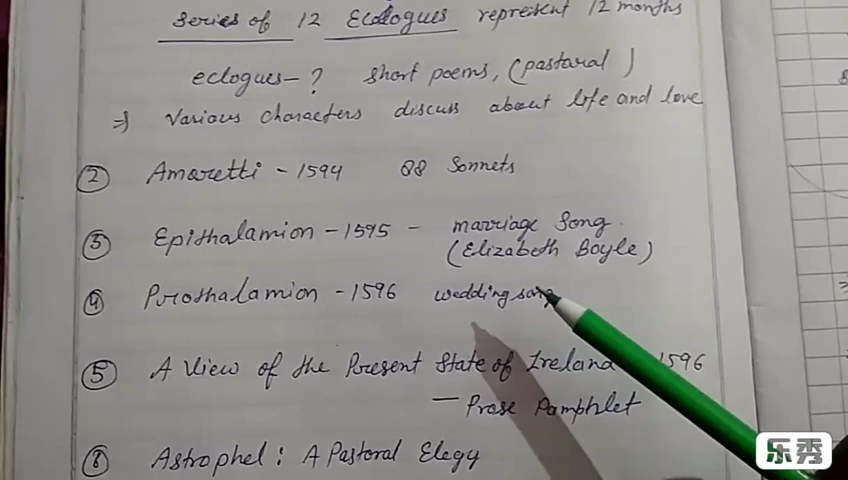 Series of 12 Ecologues represent 12 months
eclogues - ? short poems, (pastoral)
⇒ Various characters discuss about life and love
② Amaretti - 1594 88 Sonnets
③ Epithalamion - 1595 - marriage Song.
(Elizabeth Boyle)
④ Prothalamion - 1596 wedding song
⑤ A View of the Present State of Ireland 1596
— Prose Pamphlet
⑥ Astrophel : A Pastoral Elegy
乐秀